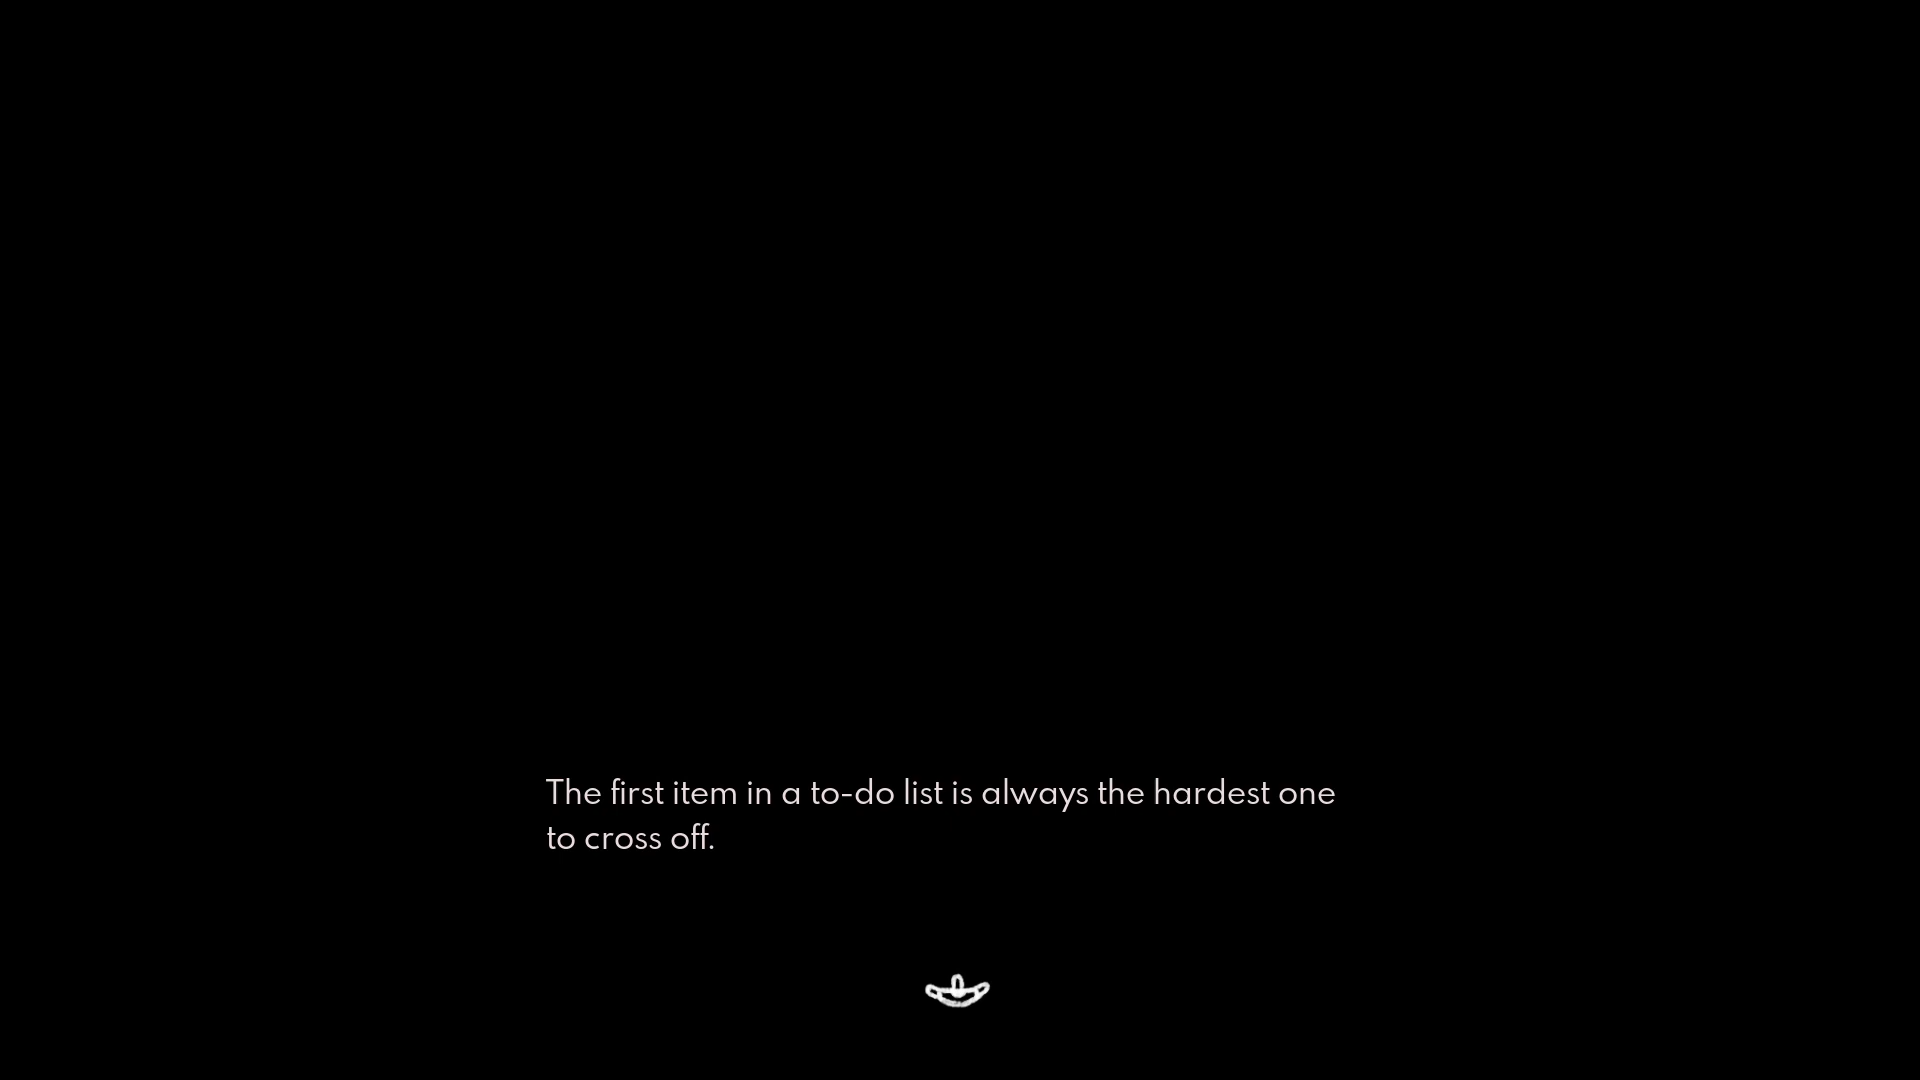 The first item in a to-do list is always the hardest one
to cross off.